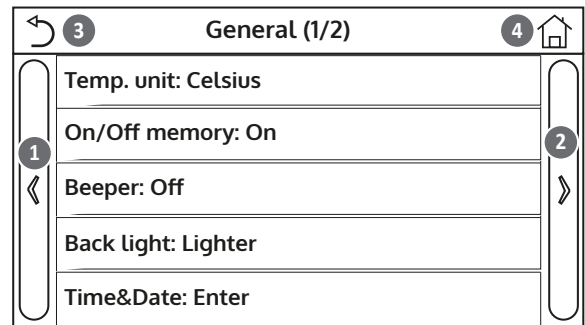 3 General (1/2) 4
Temp. unit: Celsius
On/Off memory: On
1 2
Beeper: Off
《 》
Back light: Lighter
Time&Date: Enter